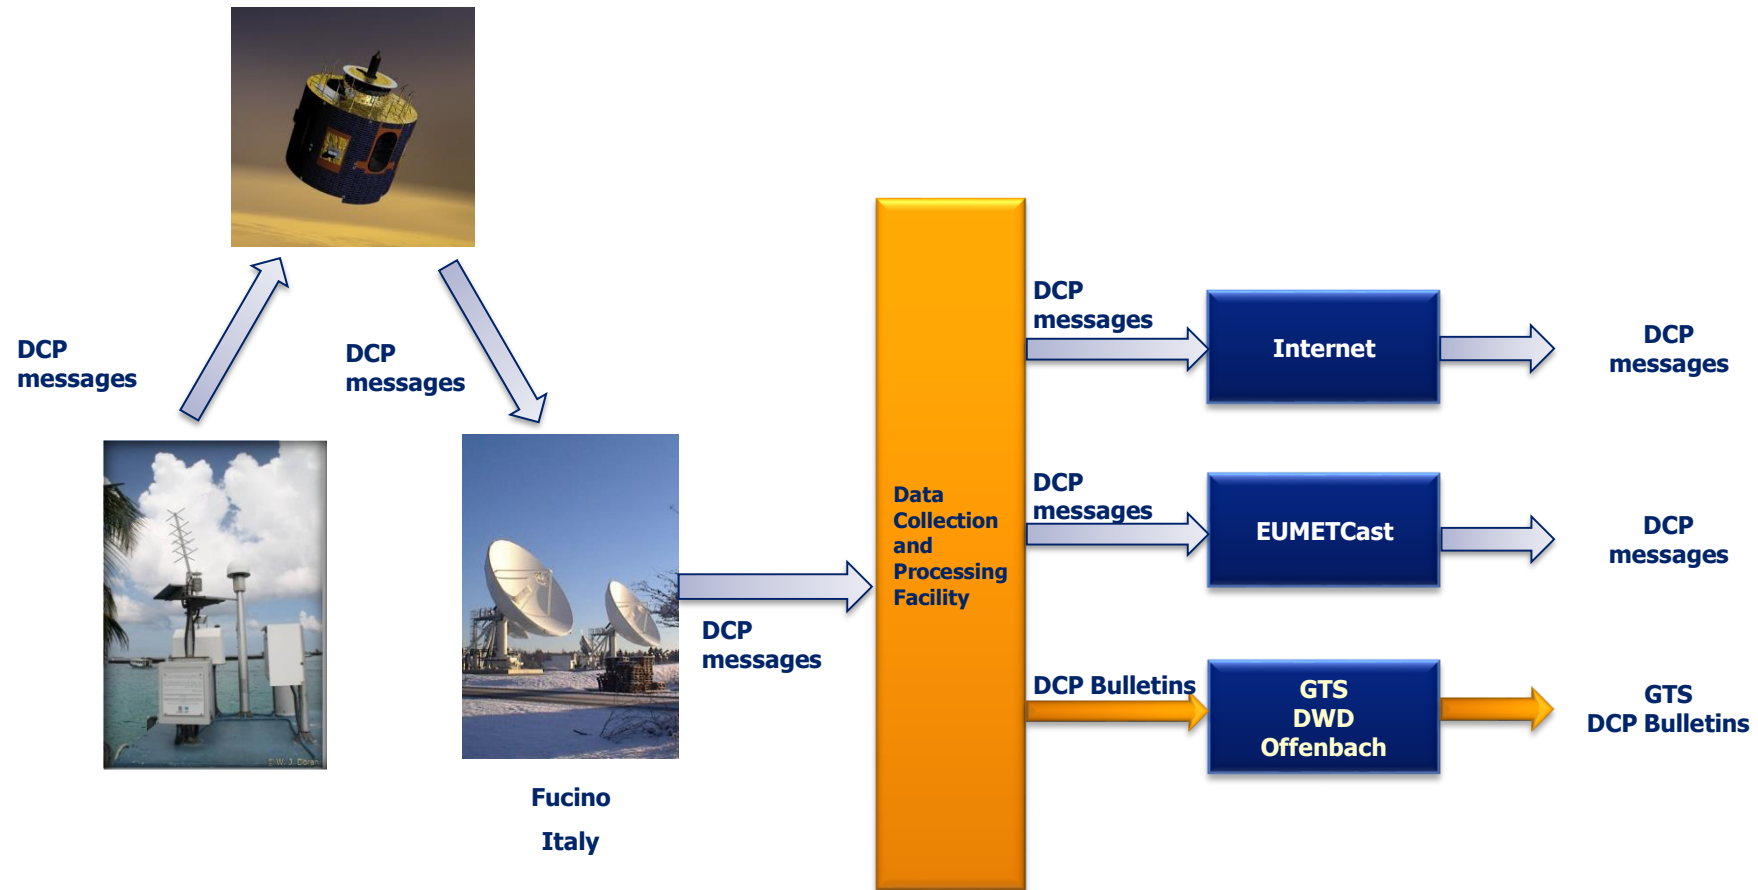 DCP
messages
DCP
messages
© W. J. Doran
Fucino
Italy
DCP
messages
Data
Collection
and
Processing
Facility
DCP
messages
Internet
DCP
messages
DCP
messages
EUMETCast
DCP
messages
DCP Bulletins
GTS
DWD
Offenbach
GTS
DCP Bulletins